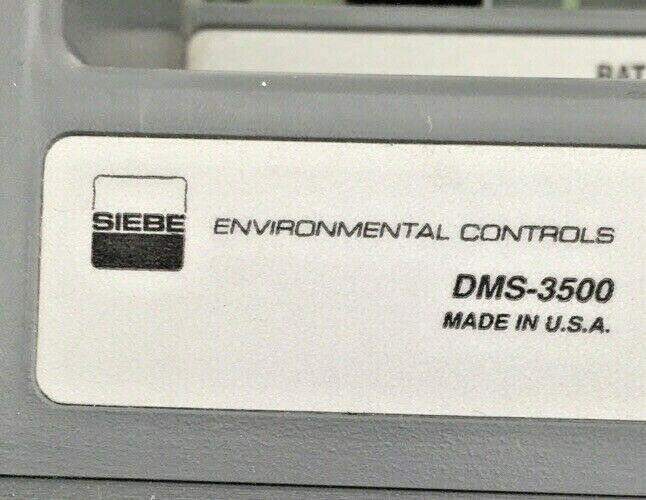 SIEBE
ENVIRONMENTAL CONTROLS
DMS-3500
MADE IN U.S.A.